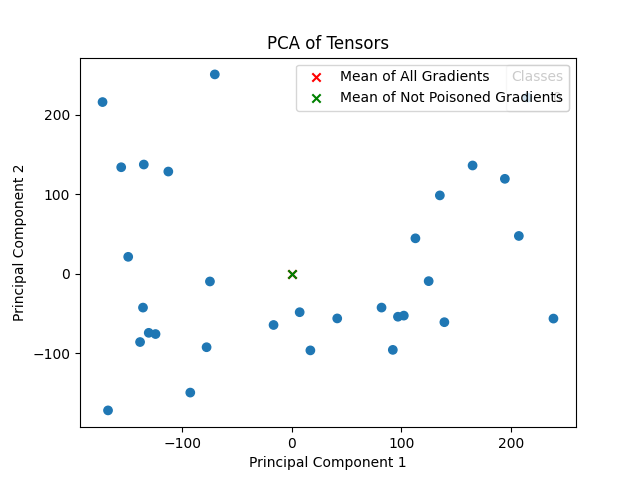 PCA of Tensors
Mean of All Gradients
Mean of Not Poisoned Gradients
Classes
Principal Component 2
200
100
0
−100
−100
0
100
200
Principal Component 1